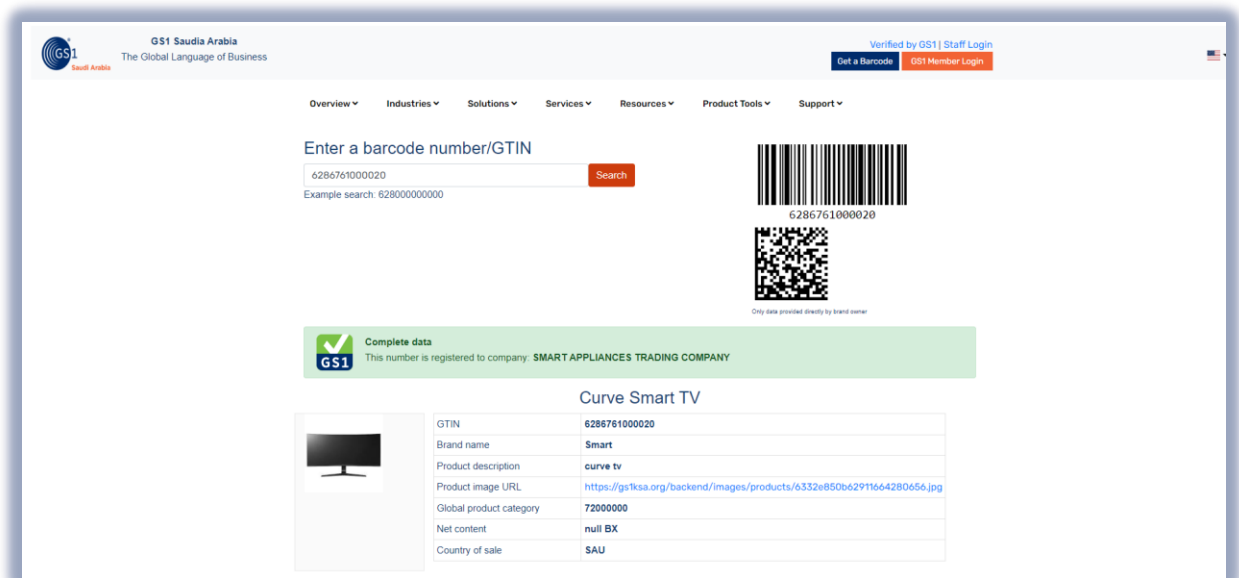 GS1
Saudi Arabia
GS1 Saudia Arabia
The Global Language of Business
Verified by GS1 | Staff Login
Get a Barcode
GS1 Member Login
Overview
Industries
Solutions
Services
Resources
Product Tools
Support
Enter a barcode number/GTIN
6286761000020
Search
Example search: 628000000000
6286761000020
Only data provided directly by brand owner
GS1
Complete data
This number is registered to company: SMART APPLIANCES TRADING COMPANY
Curve Smart TV
GTIN 6286761000020
Brand name Smart
Product description curve tv
Product image URL https://gs1ksa.org/backend/images/products/6332e850b62911664280656.jpg
Global product category 72000000
Net content null BX
Country of sale SAU